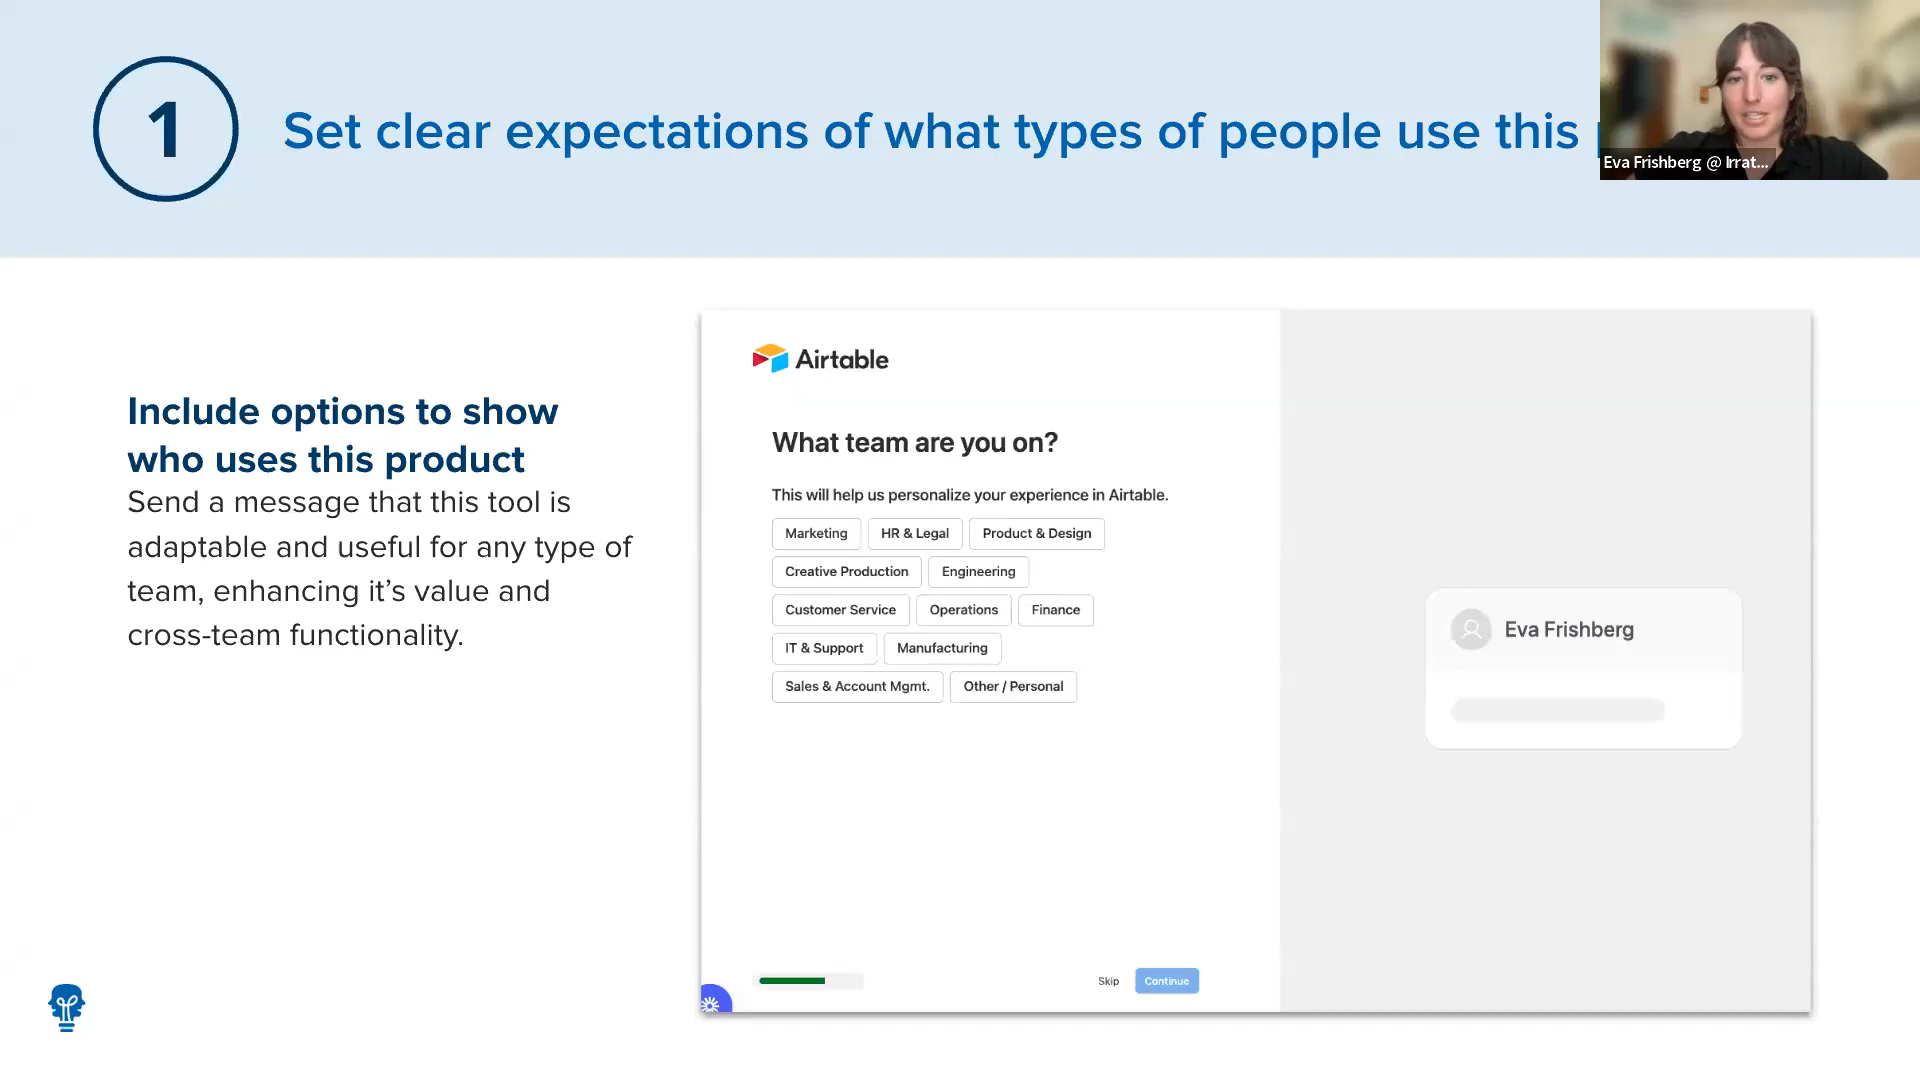 1
Set clear expectations of what types of people use this
Eva Frishberg @ Irrat...
Include options to show
who uses this product
Send a message that this tool is
adaptable and useful for any type of
team, enhancing it’s value and
cross-team functionality.
Airtable
What team are you on?
This will help us personalize your experience in Airtable.
Marketing
HR & Legal
Product & Design
Creative Production
Engineering
Customer Service
Operations
Finance
IT & Support
Manufacturing
Sales & Account Mgmt.
Other / Personal
Skip
Continue
Eva Frishberg